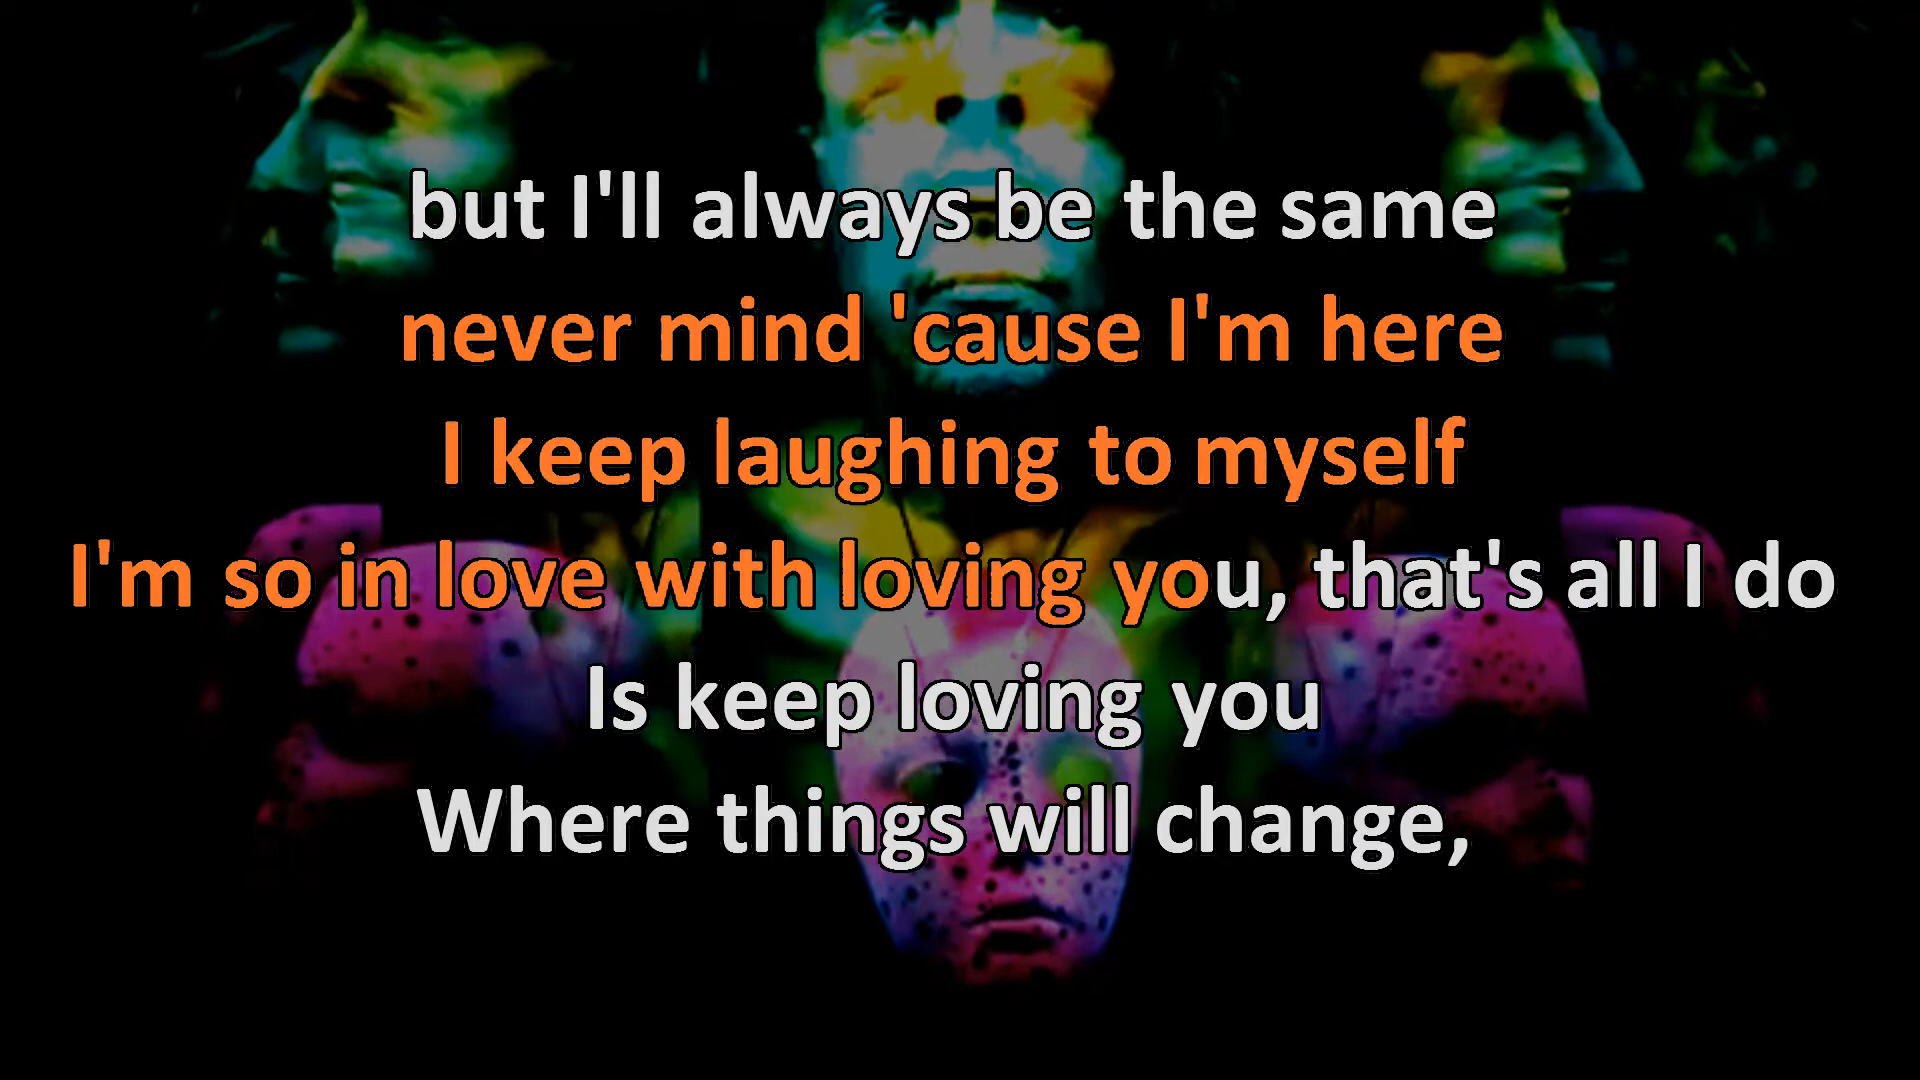 but I'll always be the same
never mind 'cause I'm here
I keep laughing to myself
I'm so in love with loving you, that's all I do
Is keep loving you
Where things will change,